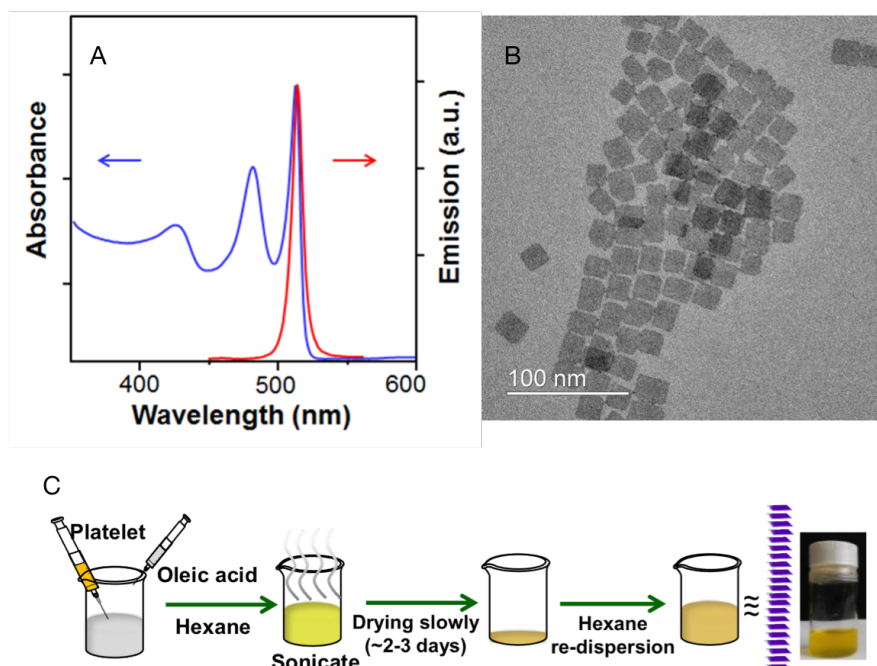 A
B
Absorbance
Emission (a.u.)
400
500
600
Wavelength (nm)
100 nm
C
Platelet
Oleic acid
Hexane
Sonicate
Drying slowly
(~2-3 days)
Hexane
re-dispersion